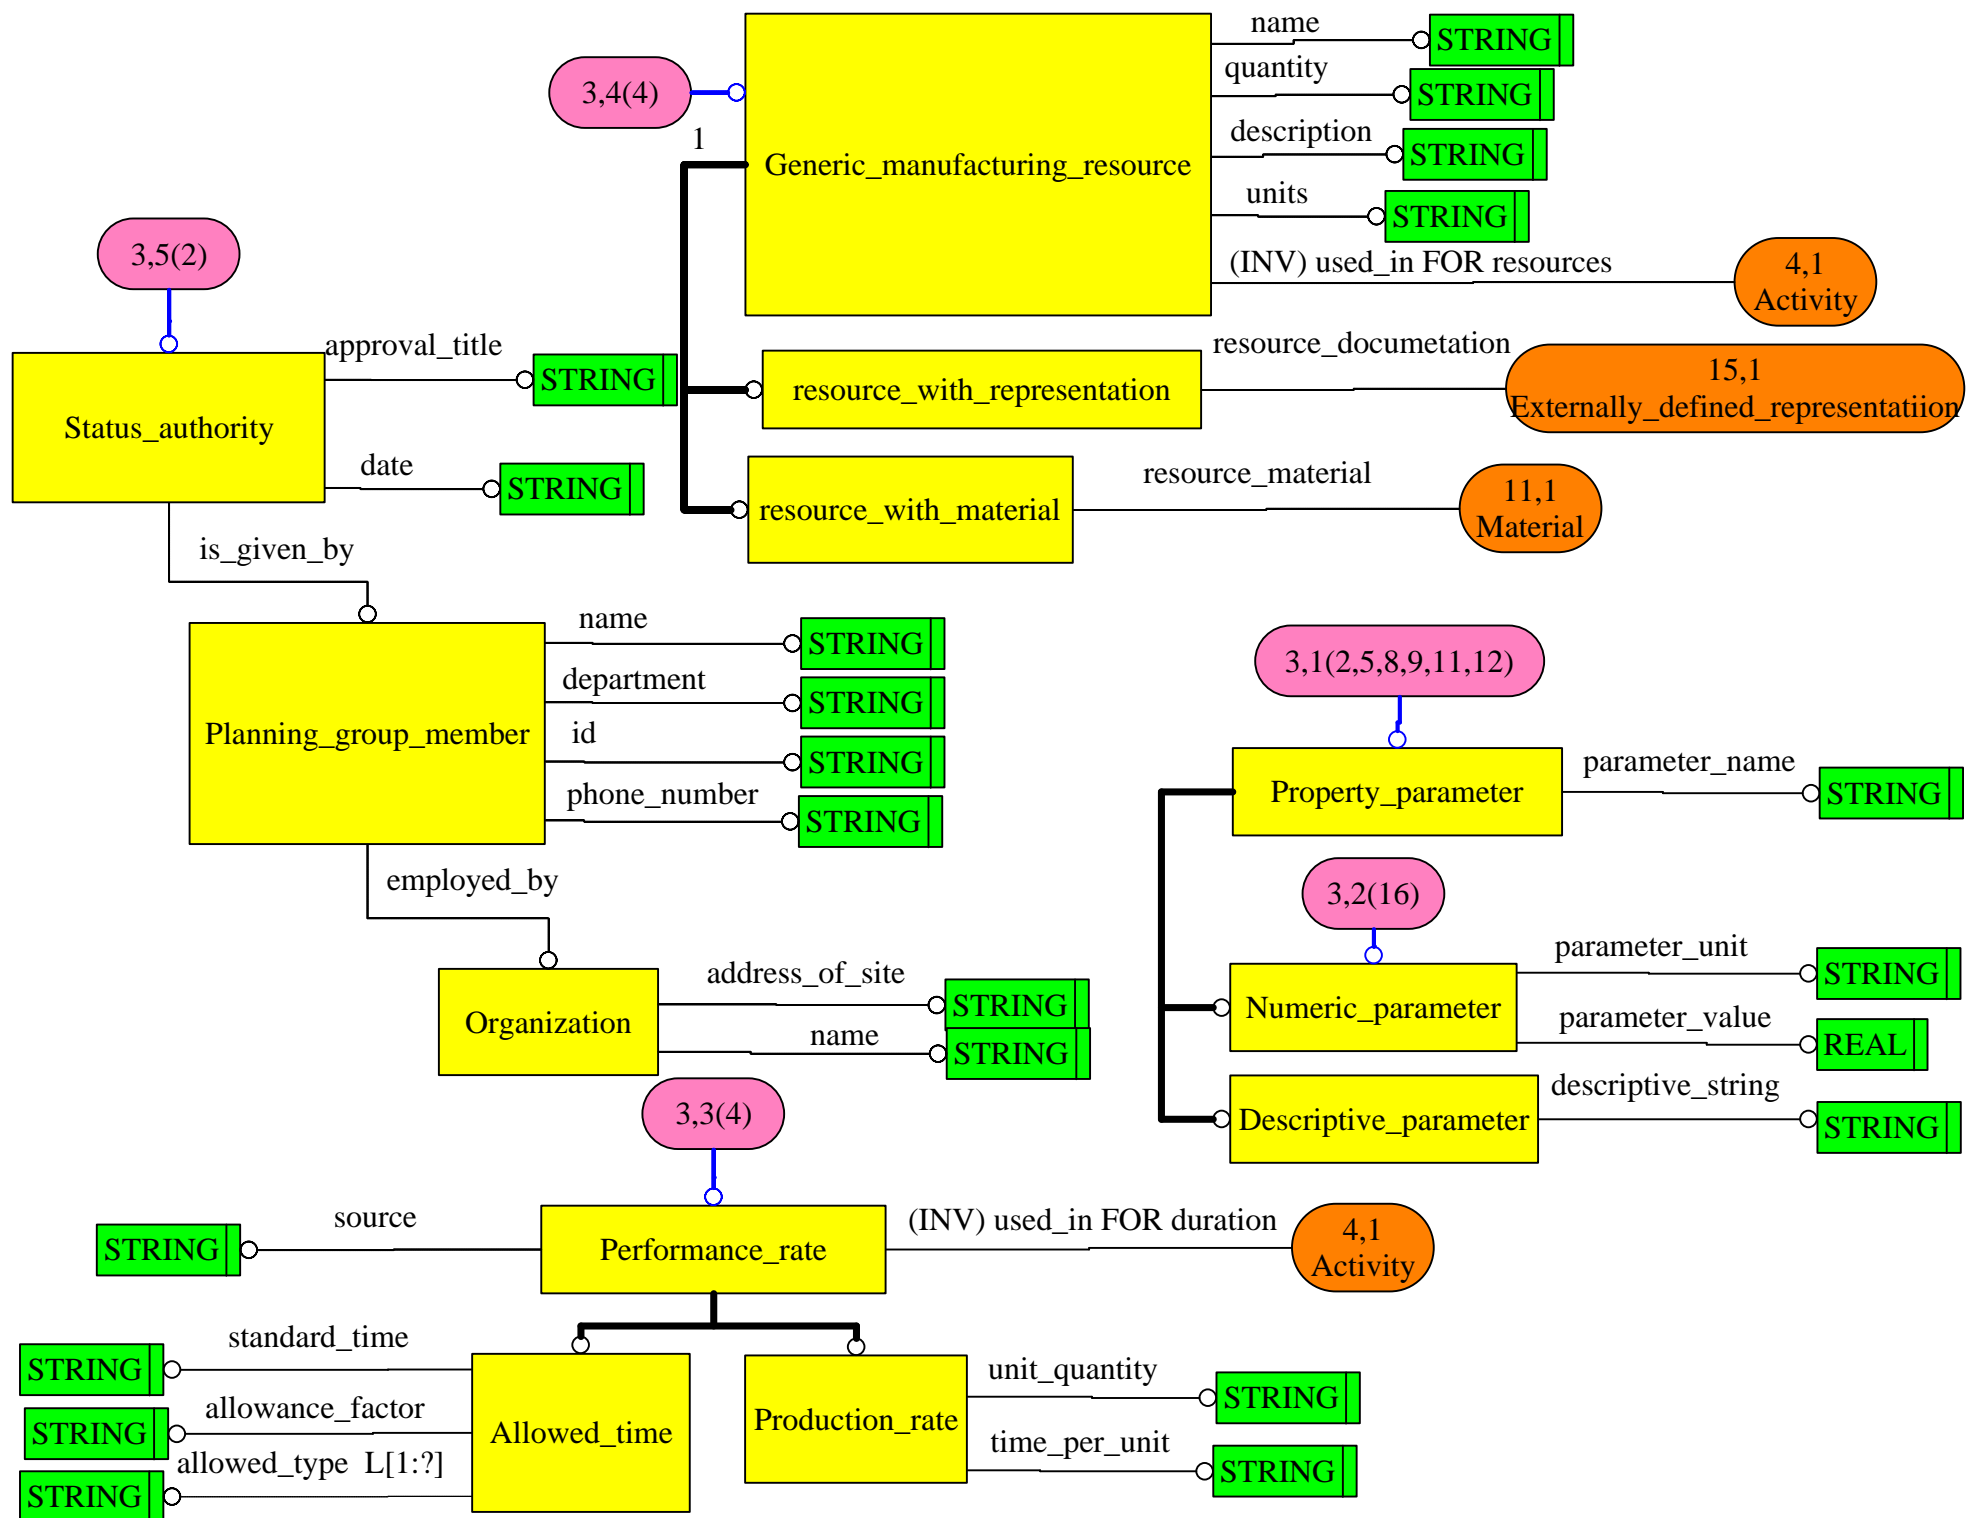 name
STRING
quantity
STRING
3,4(4)
description
STRING
1
Generic_manufacturing_resource
units
STRING
(INV) used_in FOR resources
4,1
Activity
3,5(2)
approval_title
STRING
resource_with_representation
resource_documetation
15,1
Externally_defined_representatiion
Status_authority
date
STRING
resource_with_material
resource_material
11,1
Material
is_given_by
name
STRING
department
STRING
Planning_group_member
id
STRING
phone_number
STRING
3,1(2,5,8,9,11,12)
Property_parameter
parameter_name
STRING
employed_by
3,2(16)
address_of_site
STRING
Organization
name
STRING
parameter_unit
STRING
Numeric_parameter
parameter_value
REAL
descriptive_string
Descriptive_parameter
STRING
3,3(4)
source
STRING
Performance_rate
(INV) used_in FOR duration
4,1
Activity
standard_time
STRING
allowance_factor
STRING
Allowed_time
allowed_type L[1:?]
STRING
Production_rate
unit_quantity
STRING
time_per_unit
STRING